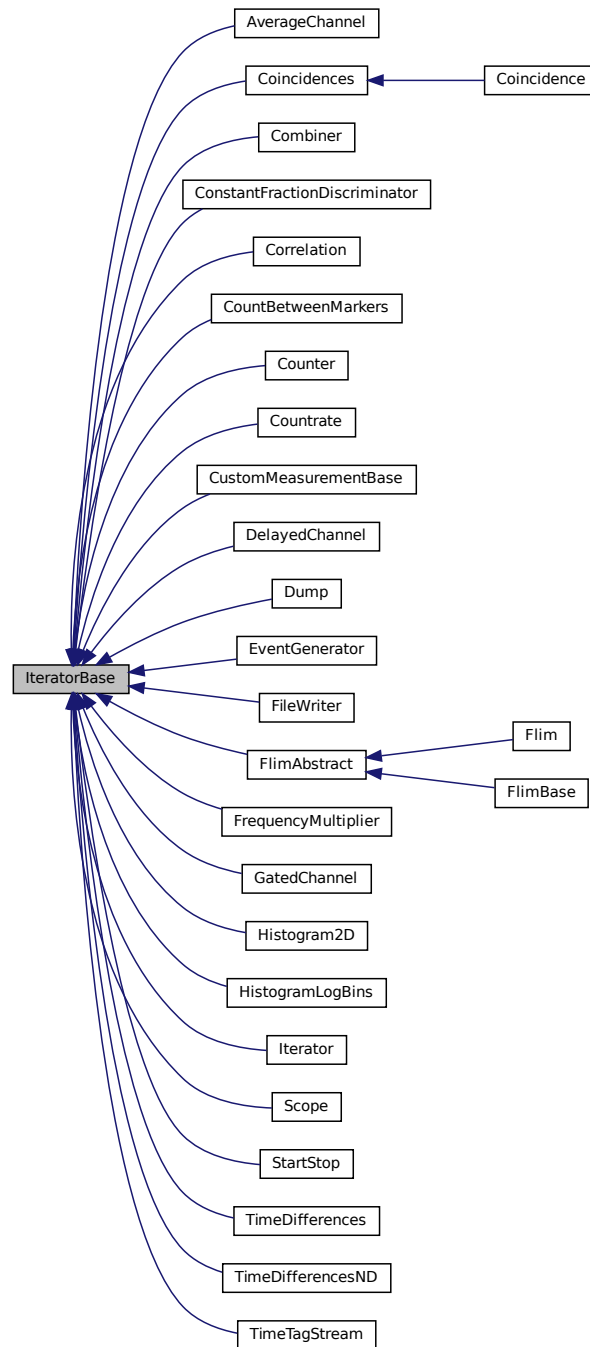 AverageChannel
Coincidences
Coincidence
Combiner
ConstantFractionDiscriminator
Correlation
CountBetweenMarkers
Counter
Countrate
CustomMeasurementBase
DelayedChannel
Dump
EventGenerator
IteratorBase
FileWriter
Flim
FlimAbstract
FlimBase
FrequencyMultiplier
GatedChannel
Histogram2D
HistogramLogBins
Iterator
Scope
StartStop
TimeDifferences
TimeDifferencesND
TimeTagStream